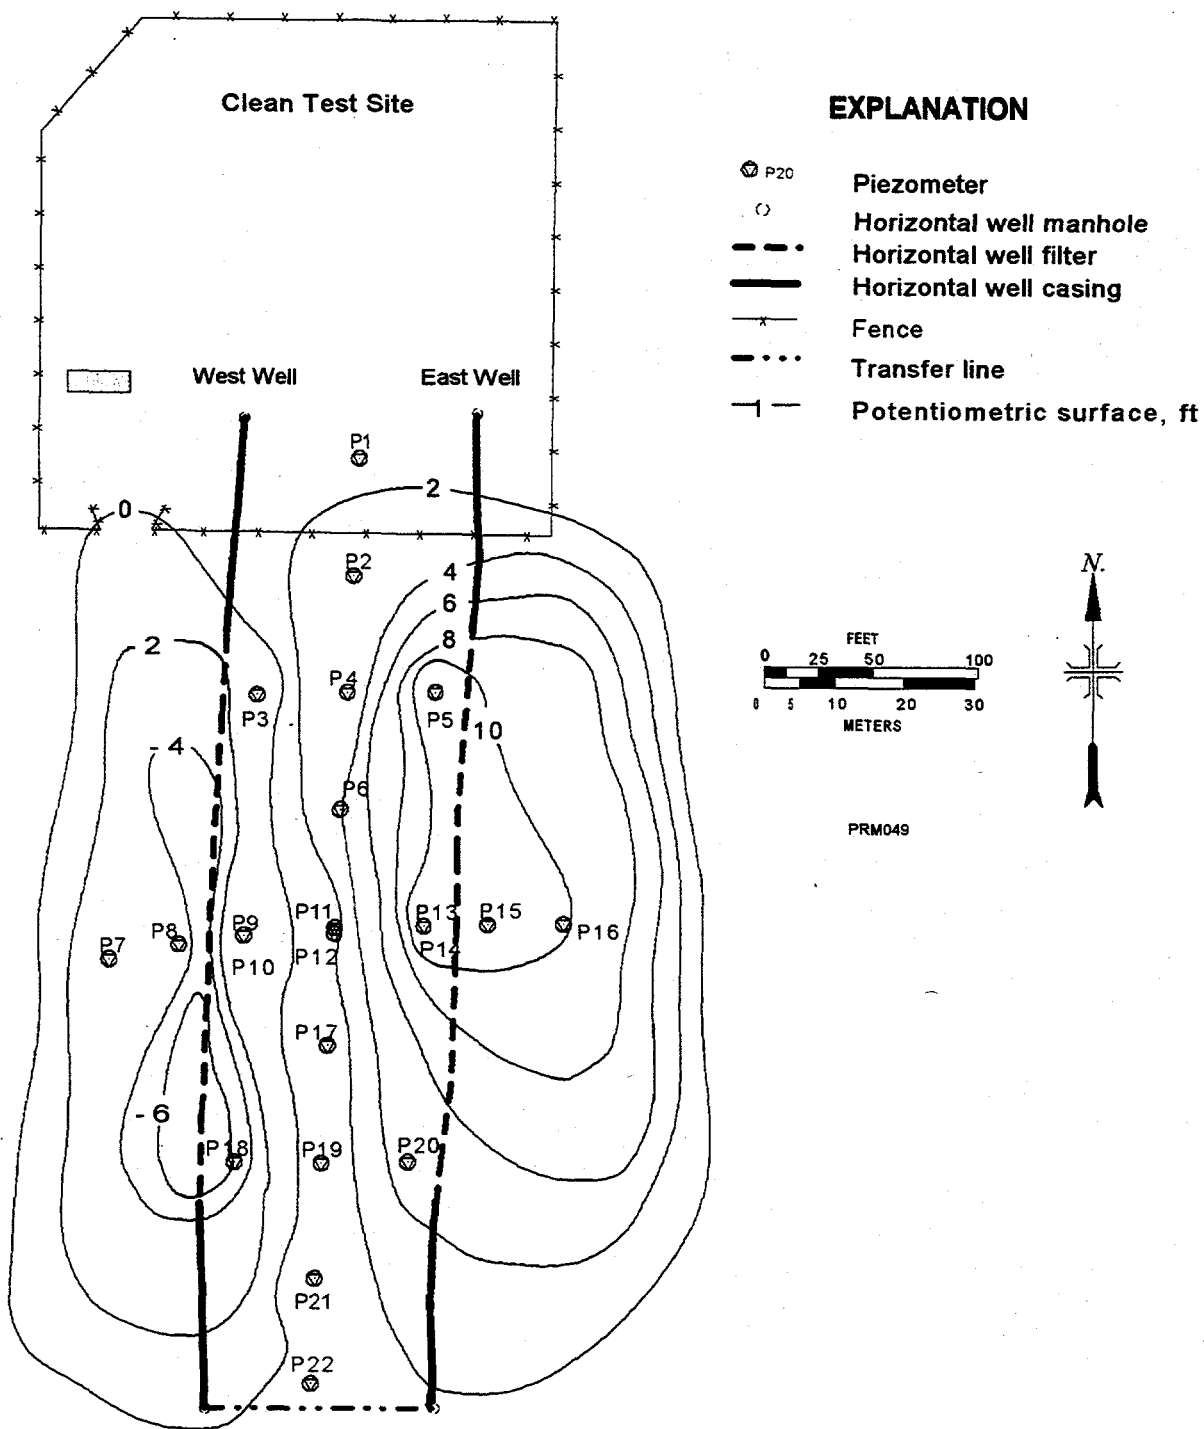 Clean Test Site
EXPLANATION
P20
Piezometer
Horizontal well manhole
Horizontal well filter
Horizontal well casing
Fence
Transfer line
Potentiometric surface, ft
West Well
East Well
P1
2
0
P2
4
6
8
- 2
P3
P4
P5
10
- 4
P6
N.
FEET
0 25 50 100
0 5 10 20 30
METERS
PRM049
P7
P8
P9
P10
P11
P12
P13
P14
P15
P16
P17
- 6
P18
P19
P20
P21
P22